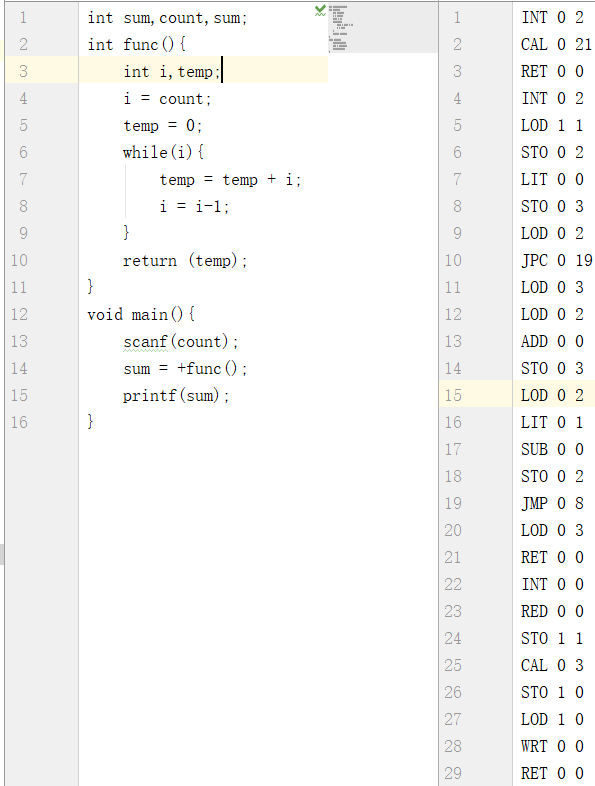 1 int sum,count,sum;
2 int func(){
3 int i,temp;
4 i = count;
5 temp = 0;
6 while(i){
7 temp = temp + i;
8 i = i-1;
9 }
10 return (temp);
11 }
12 void main(){
13 scanf(count);
14 sum = +func();
15 printf(sum);
16 }
1 INT 0 2
2 CAL 0 21
3 RET 0 0
4 INT 0 2
5 LOD 1 1
6 STO 0 2
7 LIT 0 0
8 STO 0 3
9 LOD 0 2
10 JPC 0 19
11 LOD 0 3
12 LOD 0 2
13 ADD 0 0
14 STO 0 3
15 LOD 0 2
16 LIT 0 1
17 SUB 0 0
18 STO 0 2
19 JMP 0 8
20 LOD 0 3
21 RET 0 0
22 INT 0 0
23 RED 0 0
24 STO 1 1
25 CAL 0 3
26 STO 1 0
27 LOD 1 0
28 WRT 0 0
29 RET 0 0